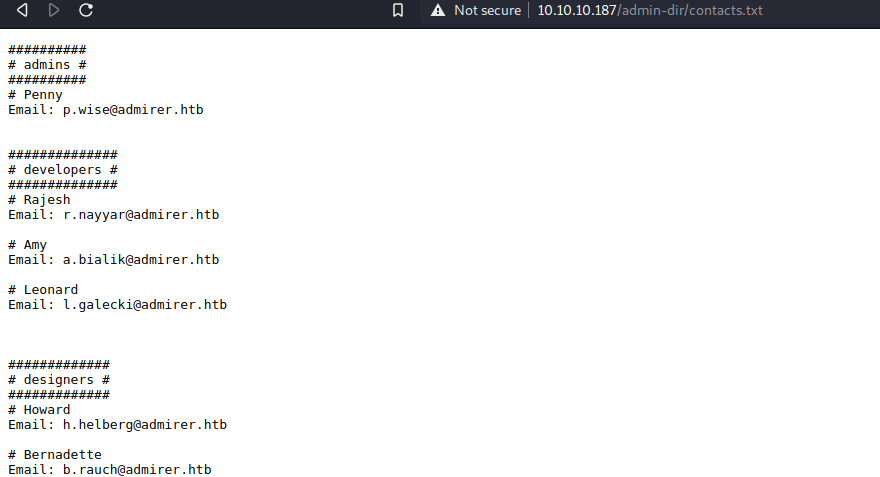 Not secure 10.10.10.187/admin-dir/contacts.txt
##########
# admins #
##########
# Penny
Email: p.wise@admirer.htb
##############
# developers #
##############
# Rajesh
Email: r.nayyar@admirer.htb
# Amy
Email: a.bialik@admirer.htb
# Leonard
Email: l.galecki@admirer.htb
#############
# designers #
#############
# Howard
Email: h.helberg@admirer.htb
# Bernadette
Email: b.rauch@admirer.htb